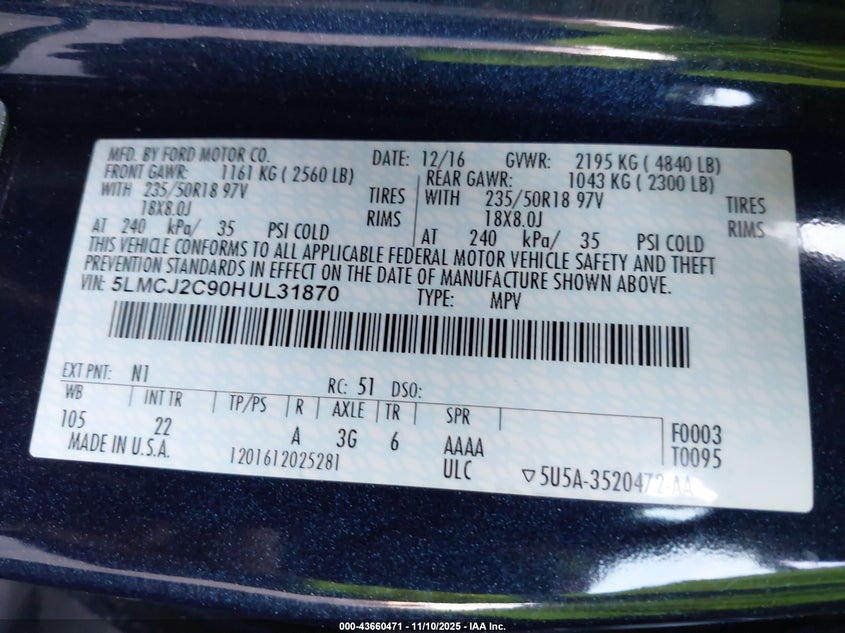 MFD. BY FORD MOTOR CO. DATE: 12/16 GVWR: 2195 KG ( 4840 LB)
FRONT GAWR: 1161 KG ( 2560 LB) REAR GAWR: 1043 KG ( 2300 LB)
WITH 235/50R18 97V TIRES WITH 235/50R18 97V TIRES
18X8.0J RIMS 18X8.0J RIMS
AT 240 kPa/ 35 PSI COLD AT 240 kPa/ 35 PSI COLD
THIS VEHICLE CONFORMS TO ALL APPLICABLE FEDERAL MOTOR VEHICLE SAFETY AND THEFT
PREVENTION STANDARDS IN EFFECT ON THE DATE OF MANUFACTURE SHOWN ABOVE.
VIN: 5LMCJ2C90HUL31870 TYPE: MPV
EXT PNT: N1 RC: 51 DSO:
WB INT TR TP/PS R AXLE TR SPR
105 22 A 3G 6 AAAA F0003
MADE IN U.S.A. 1201612025281 ULC T0095
▽5U5A-3520472-AA
000-43660471 - 11/10/2025 - IAA Inc.